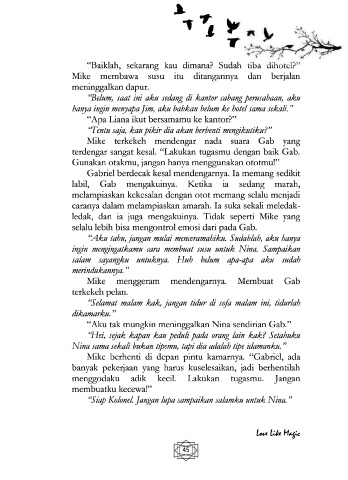 "Baiklah, sekarang kau dimana? Sudah tiba dihotel?"
Mike membawa susu itu ditangannya dan berjalan
meninggalkan dapur.
"Belum, saat ini aku sedang di kantor cabang perusahaan, aku
hanya ingin menyapa Jim, aku bahkan belum ke hotel sama sekali."
"Apa Liana ikut bersamamu ke kantor?"
"Tentu saja, kau pikir dia akan berhenti mengikutiku?"
Mike terkekeh mendengar nada suara Gab yang
terdengar sangat kesal. "Lakukan tugasmu dengan baik Gab.
Gunakan otakmu, jangan hanya menggunakan ototmu!"
Gabriel berdecak kesal mendengarnya. Ia memang sedikit
labil, Gab mengakuinya. Ketika ia sedang marah,
melampiaskan kekesalan dengan otot memang selalu menjadi
caranya dalam melampiaskan amarah. Ia suka sekali meledak-
ledak, dan ia juga mengakuinya. Tidak seperti Mike yang
selalu lebih bisa mengontrol emosi dari pada Gab.
"Aku tahu, jangan mulai menceramahiku. Sudahlah, aku hanya
ingin mengingatkamu cara membuat susu untuk Nina. Sampaikan
salam sayangku untuknya. Huh belum apa-apa aku sudah
merindukannya."
Mike menggeram mendengarnya. Membuat Gab
terkekeh pelan.
"Selamat malam kak, jangan tidur di sofa malam ini, tidurlah
dikamarku."
"Aku tak mungkin meninggalkan Nina sendirian Gab."
"Hei, sejak kapan kau peduli pada orang lain kak? Setahuku
Nina sama sekali bukan tipemu, tapi dia adalah tipe idamanku."
Mike berhenti di depan pintu kamarnya. "Gabriel, ada
banyak pekerjaan yang harus kuselesaikan, jadi berhentilah
menggodaku adik kecil. Lakukan tugasmu. Jangan
membuatku kecewa!"
"Siap Kolonel. Jangan lupa sampaikan salamku untuk Nina."
Love Like Magic
45